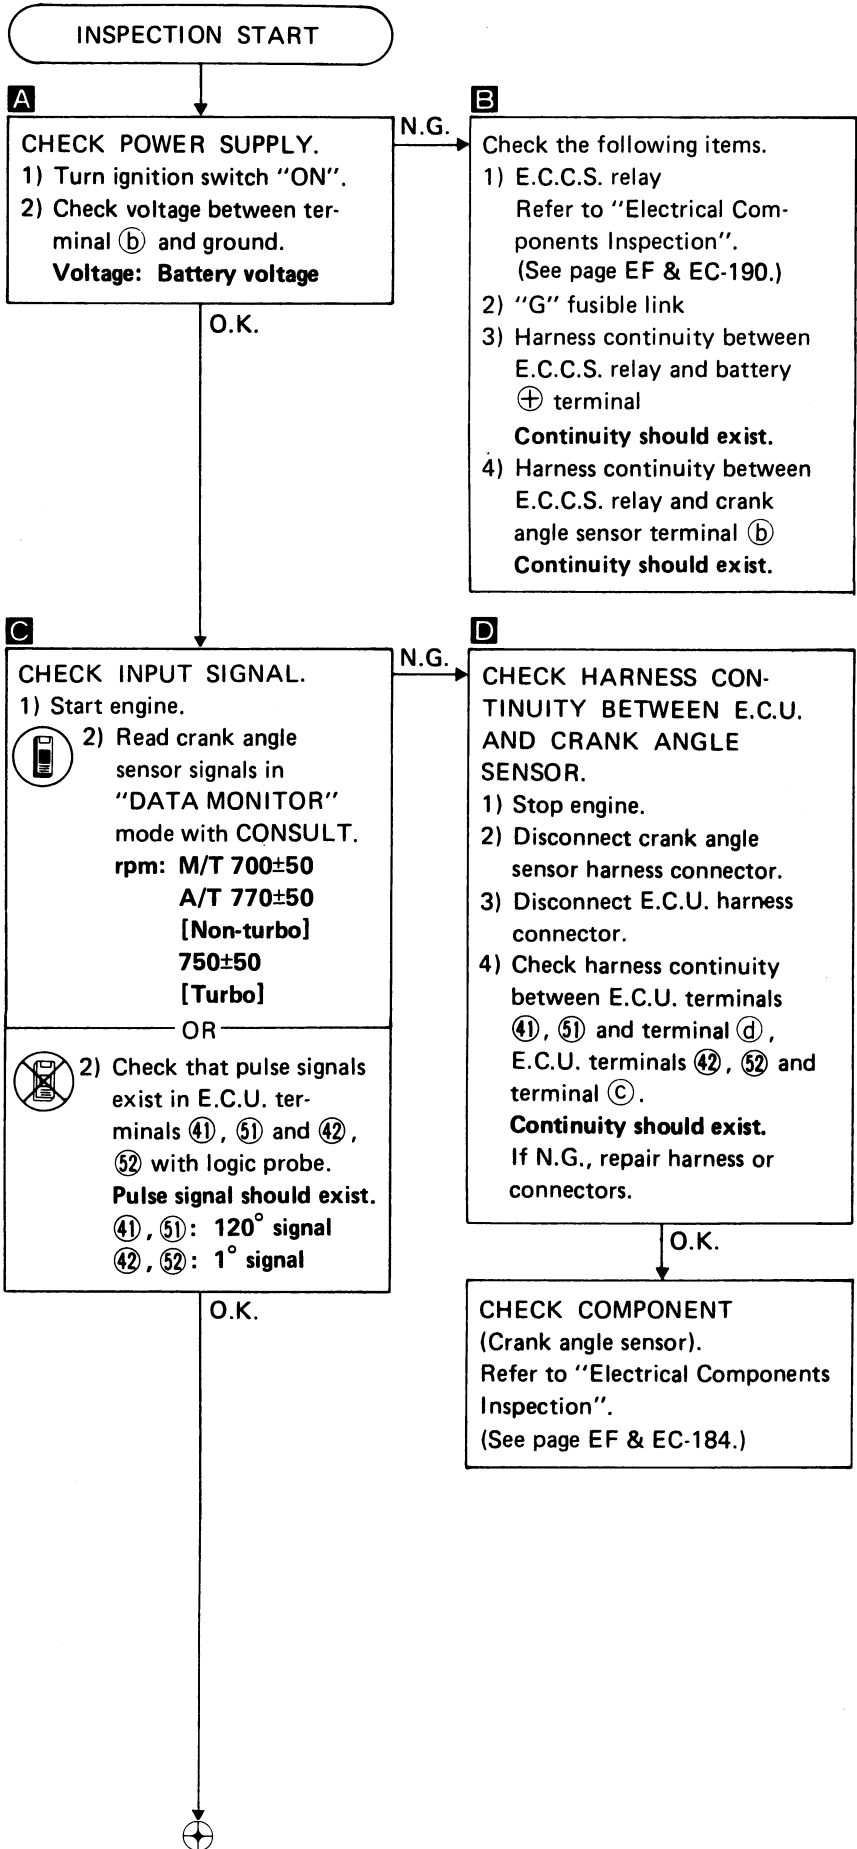 INSPECTION START
A
CHECK POWER SUPPLY.
1) Turn ignition switch "ON".
2) Check voltage between ter-
minal ⓑ and ground.
Voltage: Battery voltage
N.G.
O.K.
B
Check the following items.
1) E.C.C.S. relay
Refer to "Electrical Com-
ponents Inspection".
(See page EF & EC-190.)
2) "G" fusible link
3) Harness continuity between
E.C.C.S. relay and battery
⊕ terminal
Continuity should exist.
4) Harness continuity between
E.C.C.S. relay and crank
angle sensor terminal ⓑ
Continuity should exist.
C
CHECK INPUT SIGNAL.
1) Start engine.
2) Read crank angle
sensor signals in
"DATA MONITOR"
mode with CONSULT.
rpm: M/T 700±50
A/T 770±50
[Non-turbo]
750±50
[Turbo]
OR
2) Check that pulse signals
exist in E.C.U. ter-
minals ㊶, (51) and ㊷,
(52) with logic probe.
Pulse signal should exist.
㊶, (51): 120° signal
㊷, (52): 1° signal
N.G.
O.K.
D
CHECK HARNESS CON-
TINUITY BETWEEN E.C.U.
AND CRANK ANGLE
SENSOR.
1) Stop engine.
2) Disconnect crank angle
sensor harness connector.
3) Disconnect E.C.U. harness
connector.
4) Check harness continuity
between E.C.U. terminals
㊶, (51) and terminal ⓓ,
E.C.U. terminals ㊷, (52) and
terminal ⓒ.
Continuity should exist.
If N.G., repair harness or
connectors.
O.K.
CHECK COMPONENT
(Crank angle sensor).
Refer to "Electrical Components
Inspection".
(See page EF & EC-184.)